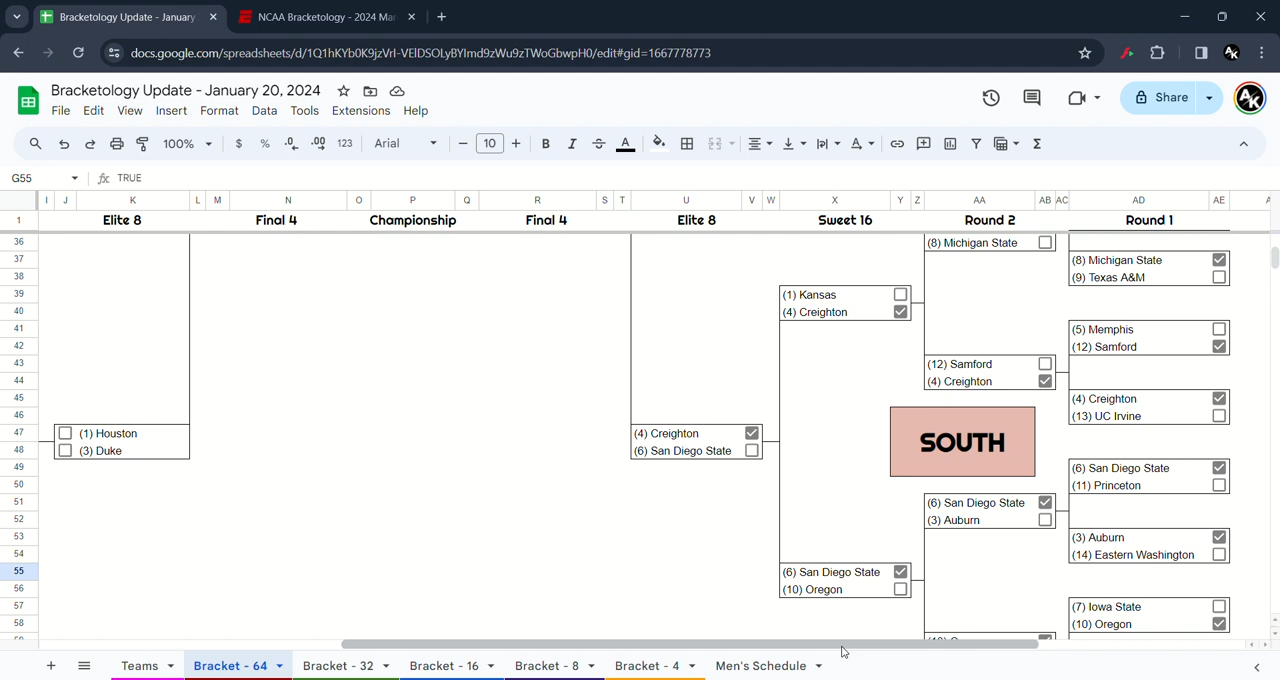 Bracketology Update - January
NCAA Bracketology - 2024 Mar
docs.google.com/spreadsheets/d/1Q1hKYb0K9jzVrI-VEIDSOLyBYImd9zWu9zTWoGbwpH0/edit#gid=1667778773
AK
Bracketology Update - January 20, 2024
File Edit View Insert Format Data Tools Extensions Help
Share
AK
100% $ % .0 .00 123 Arial 10 B I A
G55 TRUE
I J K L M N O P Q R S T U V W X Y Z AA AB AC AD AE
1 Elite 8 Final 4 Championship Final 4 Elite 8 Sweet 16 Round 2 Round 1
36 (8) Michigan State
37 (8) Michigan State
38 (9) Texas A&M
39 (1) Kansas
40 (4) Creighton
41 (5) Memphis
42 (12) Samford
43 (12) Samford
44 (4) Creighton
45 (4) Creighton
46 (13) UC Irvine
47 (1) Houston (4) Creighton
SOUTH
48 (3) Duke (6) San Diego State
49 (6) San Diego State
50 (11) Princeton
51 (6) San Diego State
52 (3) Auburn
53 (3) Auburn
54 (14) Eastern Washington
55 (6) San Diego State
56 (10) Oregon
57 (7) Iowa State
58 (10) Oregon
Teams Bracket - 64 Bracket - 32 Bracket - 16 Bracket - 8 Bracket - 4 Men's Schedule